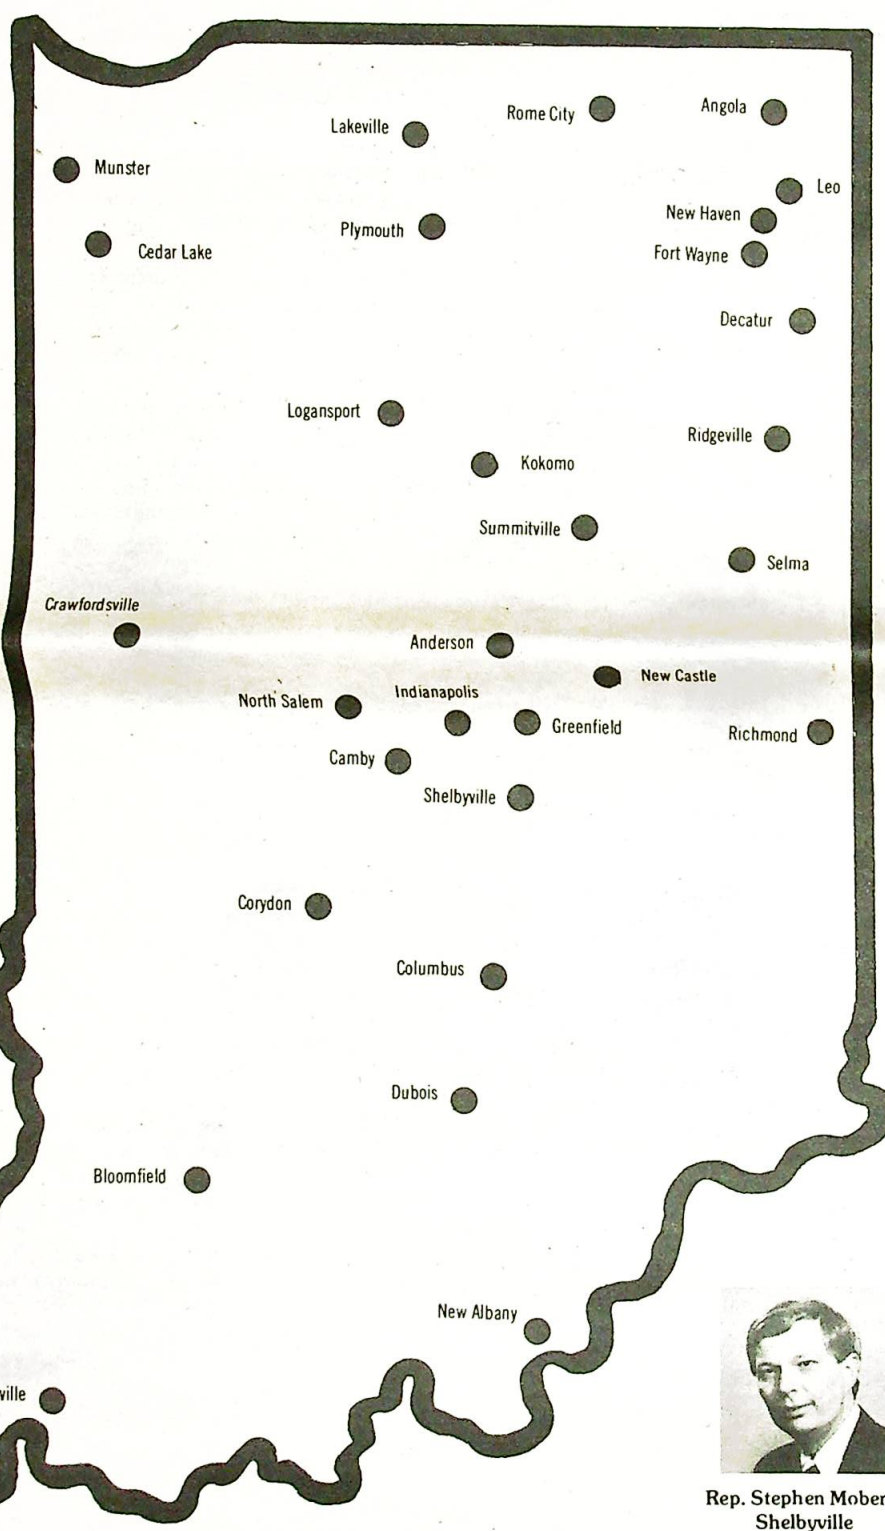 Rome City
Angola
Lakeville
Munster
Leo
New Haven
Plymouth
Cedar Lake
Fort Wayne
Decatur
Logansport
Ridgeville
Kokomo
Summitville
Selma
Crawfordsville
Anderson
New Castle
Indianapolis
North Salem
Greenfield
Richmond
Camby
Shelbyville
Corydon
Columbus
Dubois
Bloomfield
New Albany
ville
Rep. Stephen Mober
Shelbyville